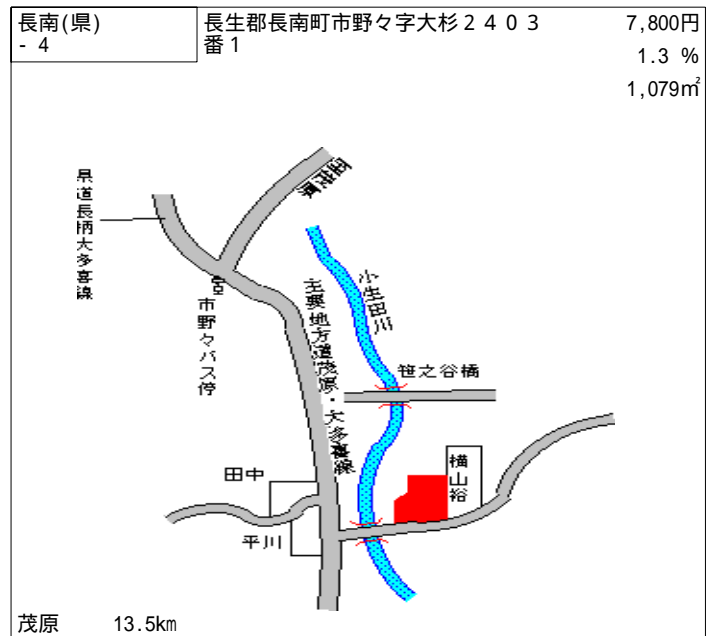 長南(県)
- 4
長生郡長南町市野々字大杉２４０３
番１
7,800円
1.3 %
1,079㎡
県道長柄大多喜線
市野々バス停
主要地方道茂原・大多喜線
小生田川
笹之谷橋
横山裕
田中
平川
茂原 13.5km